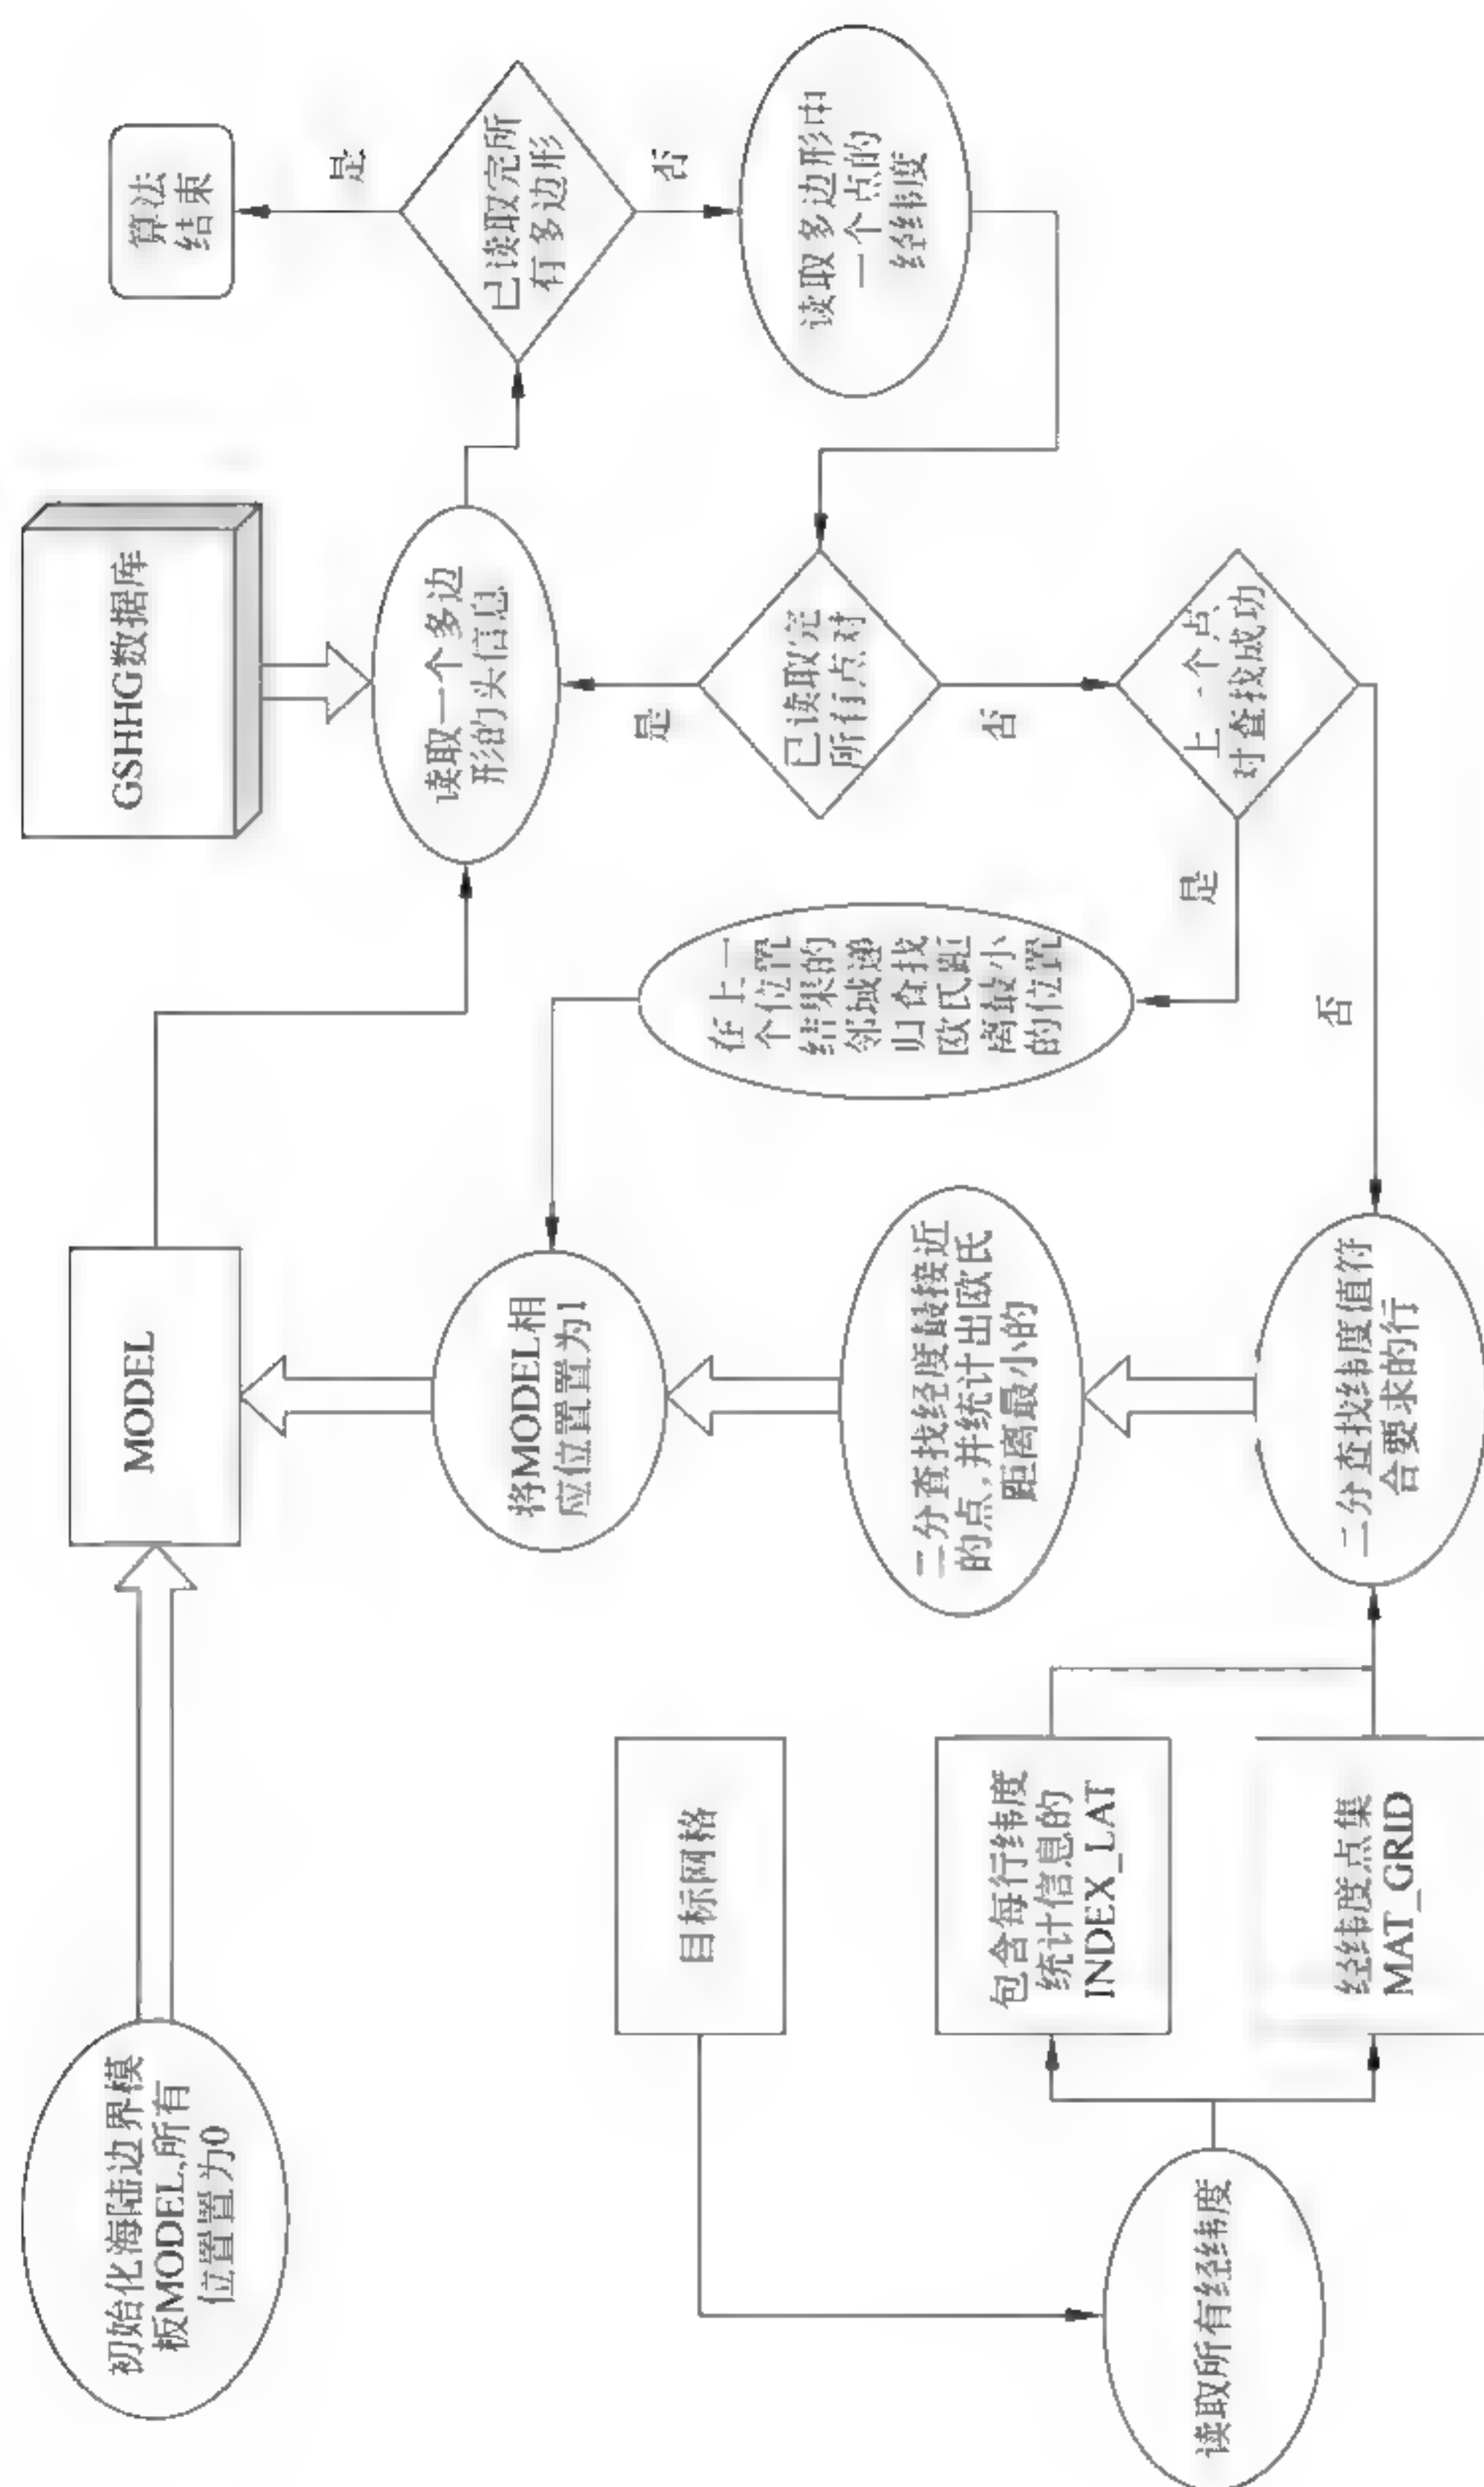 初始化海陆边界模
板MODEL,所有
位置置为0
MODEL
GSHHG数据库
算法
结束
是
读取一个多边
形的头信息
已读取完所
有多边形
否
将MODEL相
应位置置为1
在上一
个位置
结果的
邻域递
归查找
欧氏距
离最小
的位置
是
已读取完
所有点对
读取多边形中
一个点的
经纬度
否
目标网格
二分查找经度最接近
的点,并统计出欧氏
距离最小的
是
上一个点
对查找成功
包含每行纬度
统计信息的
INDEX_LAT
否
读取所有经纬度
经纬度点集
MAT_GRID
二分查找纬度值符
合要求的行